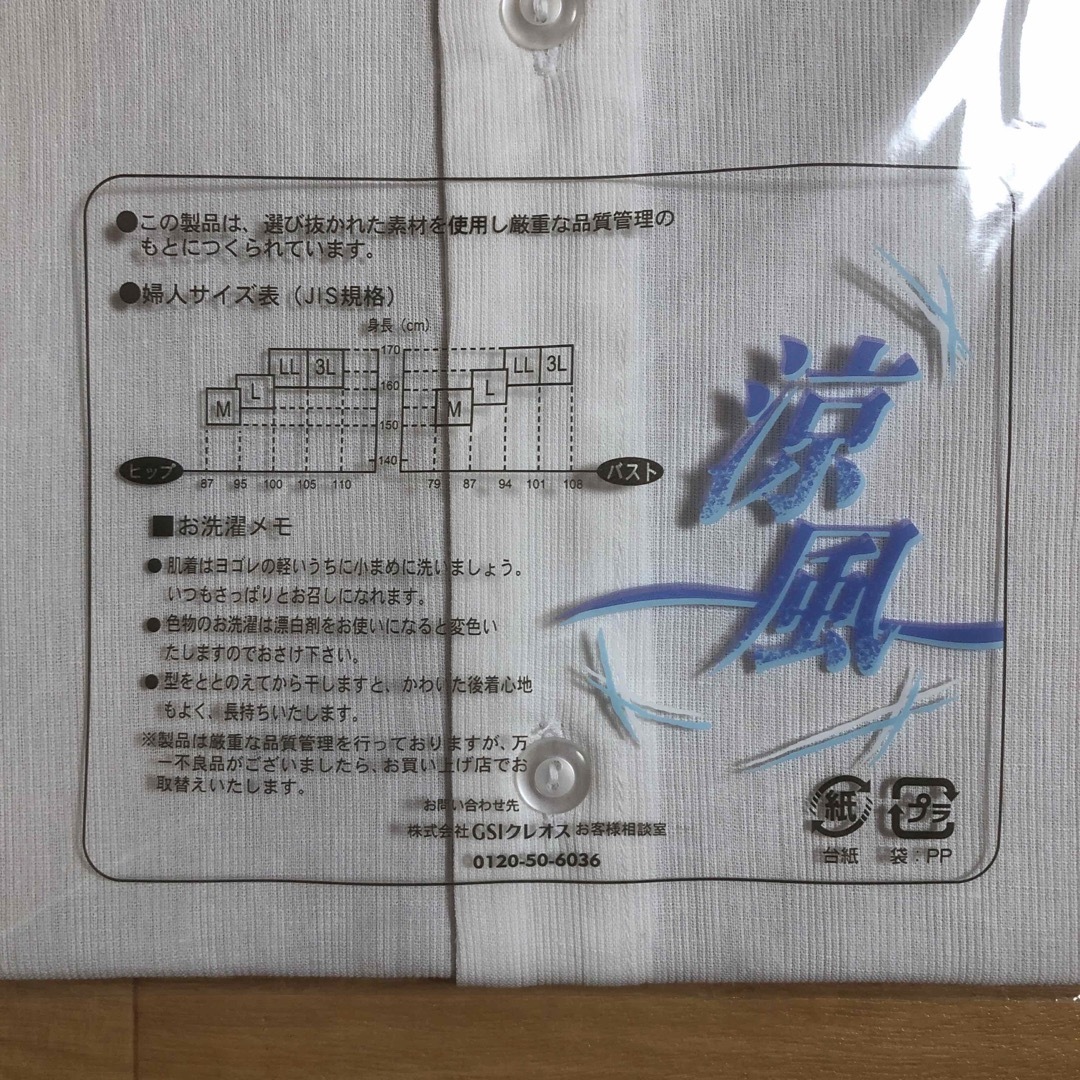 ●この製品は、選び抜かれた素材を使用し厳重な品質管理の
もとにつくられています。
●婦人サイズ表（JIS規格）
身長（cm）
170
160
150
140
M
L
LL
3L
M
L
LL
3L
ヒップ
87 95 100 105 110
79 87 94 101 108
バスト
■お洗濯メモ
●肌着はヨゴレの軽いうちに小まめに洗いましょう。
いつもさっぱりとお召しになれます。
●色物のお洗濯は漂白剤をお使いになると変色い
たしますのでおさけ下さい。
●型をととのえてから干しますと、かわいた後着心地
もよく、長持ちいたします。
※製品は厳重な品質管理を行っておりますが、万
一不良品がございましたら、お買い上げ店でお
取替えいたします。
お問い合わせ先
株式会社GSIクレオス お客様相談室
0120-50-6036
涼風
紙
台紙
プラ
袋：PP